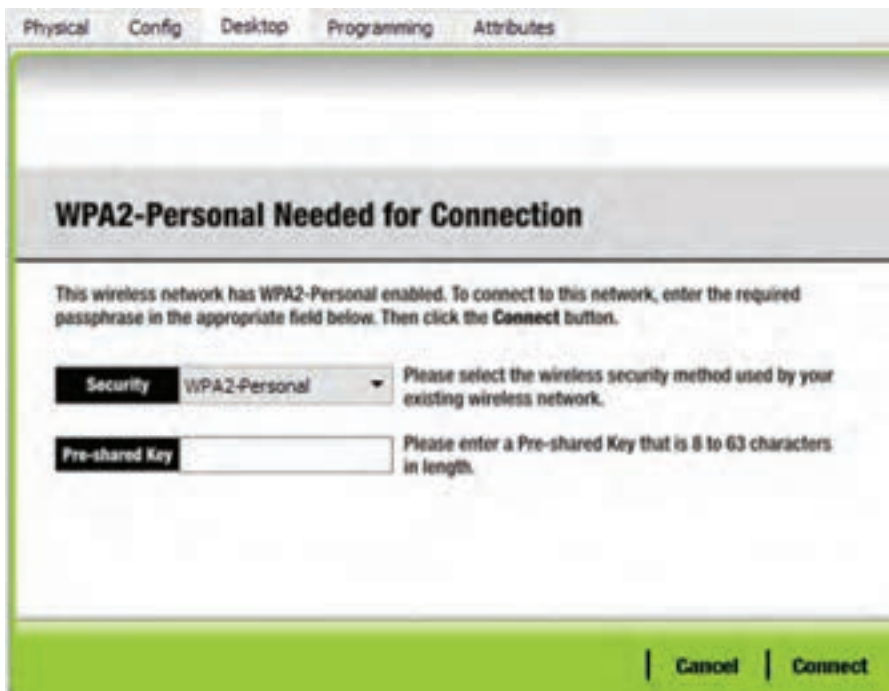 Physical Config Desktop Programming Attributes
WPA2-Personal Needed for Connection
This wireless network has WPA2-Personal enabled. To connect to this network, enter the required
passphrase in the appropriate field below. Then click the Connect button.
Security WPA2-Personal Please select the wireless security method used by your
existing wireless network.
Pre-shared Key Please enter a Pre-shared Key that is 8 to 63 characters
in length.
Cancel Connect